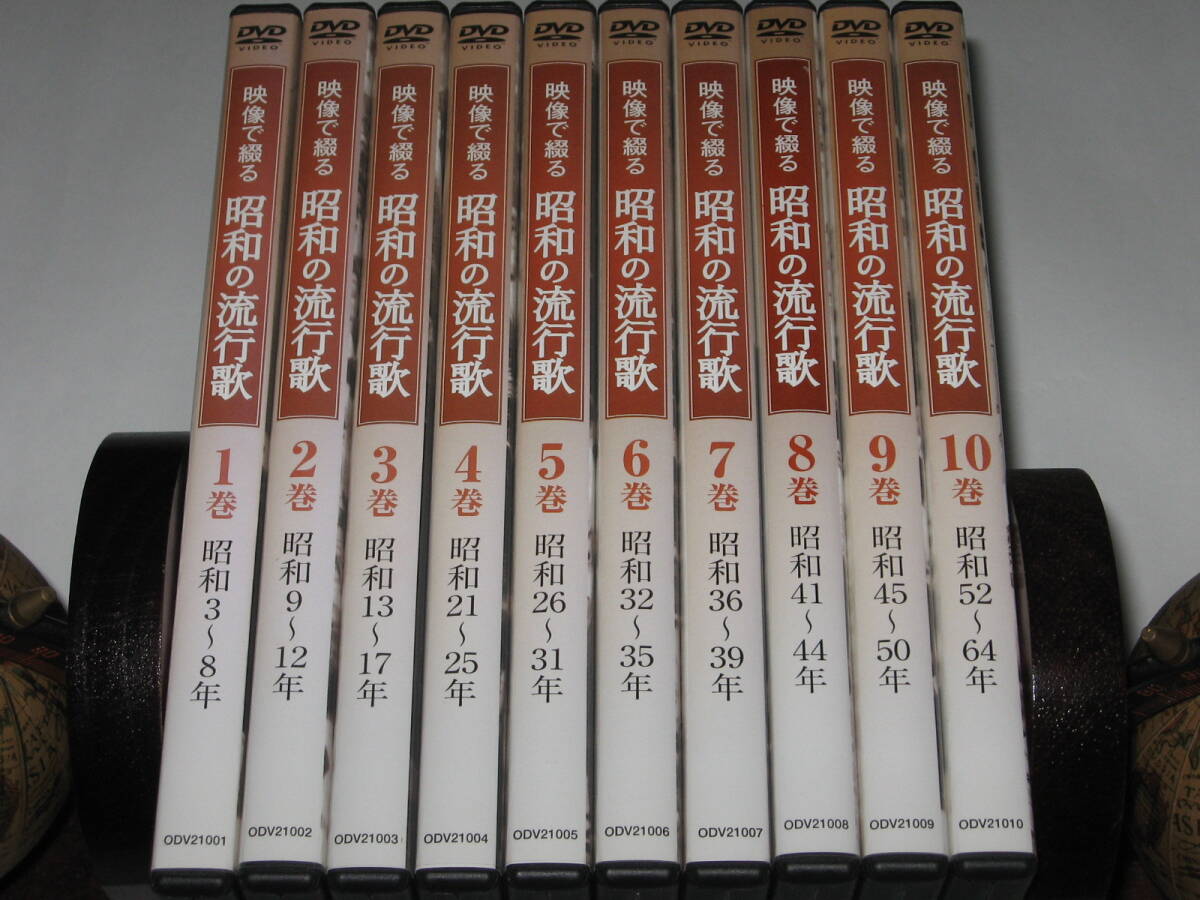 DVD
VIDEO
映像で綴る
昭和の流行歌
1巻
昭和3〜8年
ODV21001
DVD
VIDEO
映像で綴る
昭和の流行歌
2巻
昭和9〜12年
ODV21002
DVD
VIDEO
映像で綴る
昭和の流行歌
3巻
昭和13〜17年
ODV21003
DVD
VIDEO
映像で綴る
昭和の流行歌
4巻
昭和21〜25年
ODV21004
DVD
VIDEO
映像で綴る
昭和の流行歌
5巻
昭和26〜31年
ODV21005
DVD
VIDEO
映像で綴る
昭和の流行歌
6巻
昭和32〜35年
ODV21006
DVD
VIDEO
映像で綴る
昭和の流行歌
7巻
昭和36〜39年
ODV21007
DVD
VIDEO
映像で綴る
昭和の流行歌
8巻
昭和41〜44年
ODV21008
DVD
VIDEO
映像で綴る
昭和の流行歌
9巻
昭和45〜50年
ODV21009
DVD
VIDEO
映像で綴る
昭和の流行歌
10巻
昭和52〜64年
ODV21010